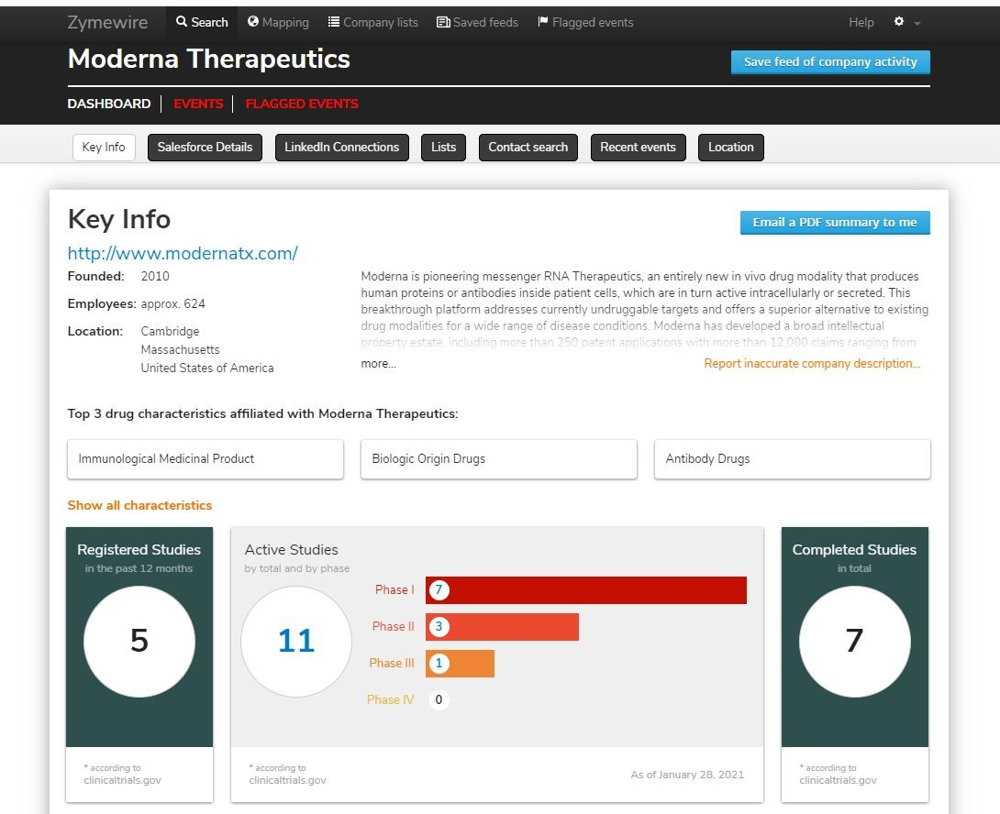 Zymewire Search Mapping Company lists Saved feeds Flagged events Help
Moderna Therapeutics
Save feed of company activity
DASHBOARD EVENTS FLAGGED EVENTS
Key Info Salesforce Details LinkedIn Connections Lists Contact search Recent events Location
Key Info
Email a PDF summary to me
http://www.modernatx.com/
Founded: 2010
Employees: approx. 624
Location: Cambridge
Massachusetts
United States of America
Moderna is pioneering messenger RNA Therapeutics, an entirely new in vivo drug modality that produces
human proteins or antibodies inside patient cells, which are in turn active intracellularly or secreted. This
breakthrough platform addresses currently undruggable targets and offers a superior alternative to existing
drug modalities for a wide range of disease conditions. Moderna has developed a broad intellectual
property estate, including more than 250 patent applications with more than 12,000 claims ranging from
more...
Report inaccurate company description...
Top 3 drug characteristics affiliated with Moderna Therapeutics:
Immunological Medicinal Product
Biologic Origin Drugs
Antibody Drugs
Show all characteristics
Registered Studies
in the past 12 months
5
* according to
clinicaltrials.gov
Active Studies
by total and by phase
11
Phase I 7
Phase II 3
Phase III 1
Phase IV 0
* according to
clinicaltrials.gov
As of January 28, 2021
Completed Studies
in total
7
* according to
clinicaltrials.gov